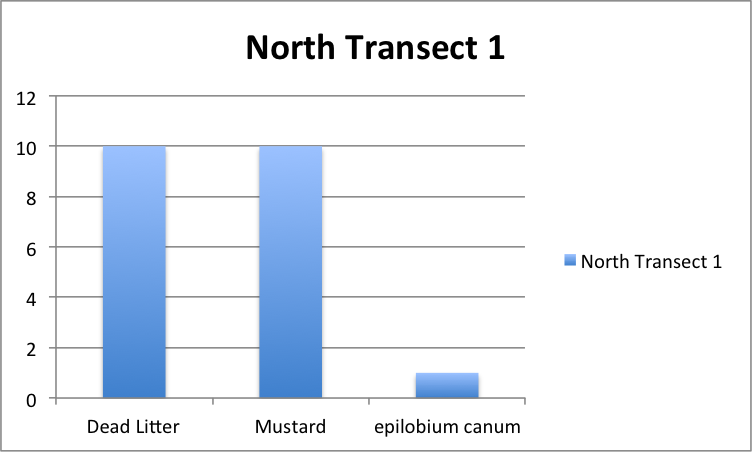 North Transect 1
12
10
8
6
4
2
0
Dead Litter
Mustard
epilobium canum
North Transect 1